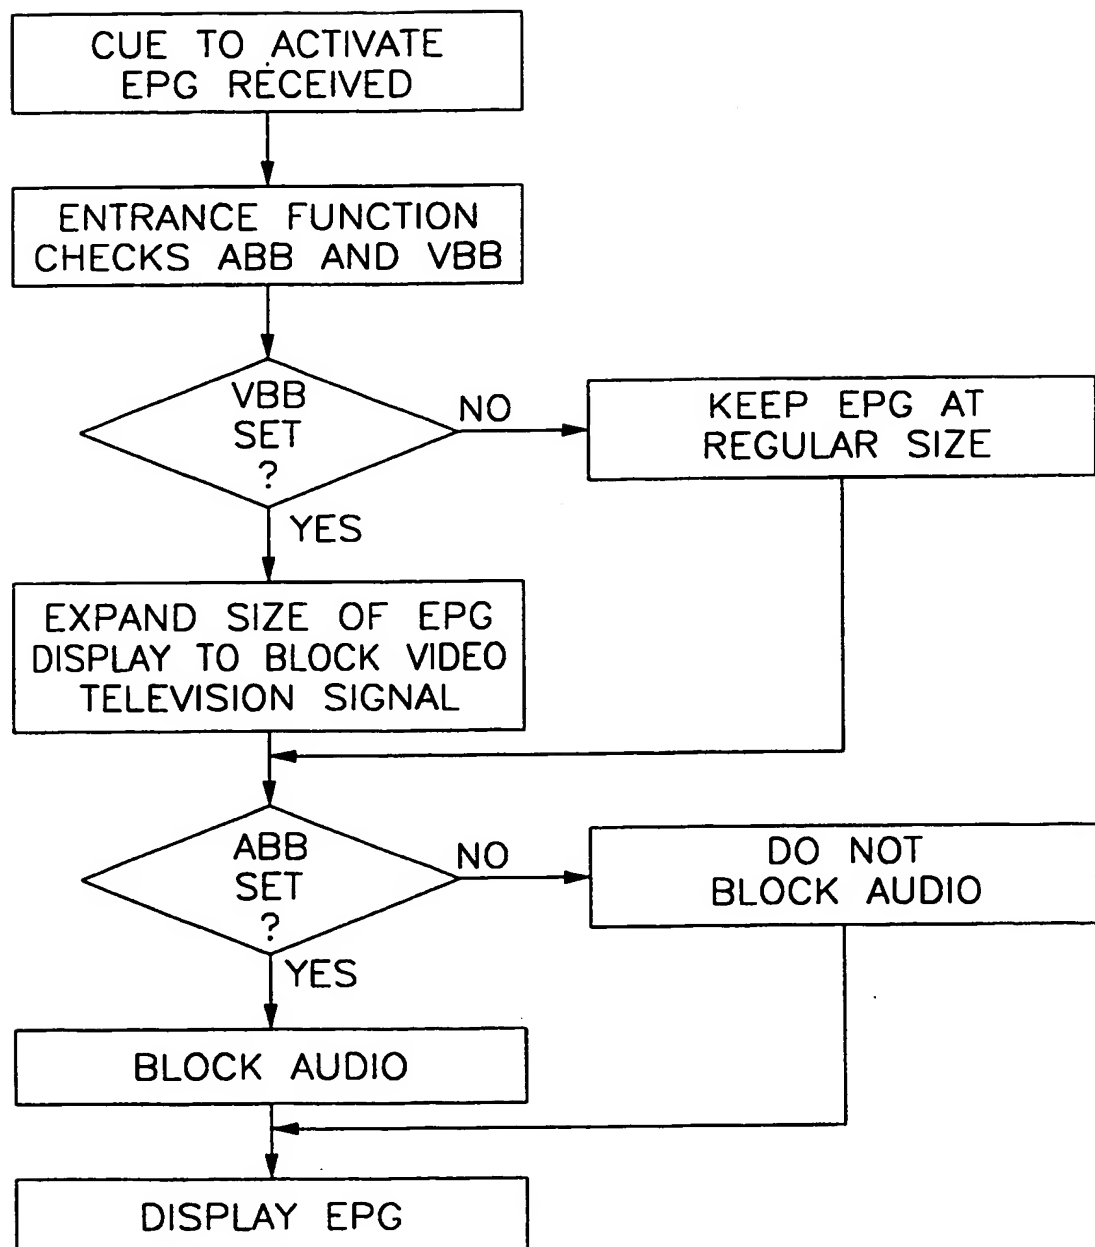 CUE TO ACTIVATE
EPG RECEIVED
ENTRANCE FUNCTION
CHECKS ABB AND VBB
VBB
SET
?
NO
KEEP EPG AT
REGULAR SIZE
YES
EXPAND SIZE OF EPG
DISPLAY TO BLOCK VIDEO
TELEVISION SIGNAL
ABB
SET
?
NO
DO NOT
BLOCK AUDIO
YES
BLOCK AUDIO
DISPLAY EPG